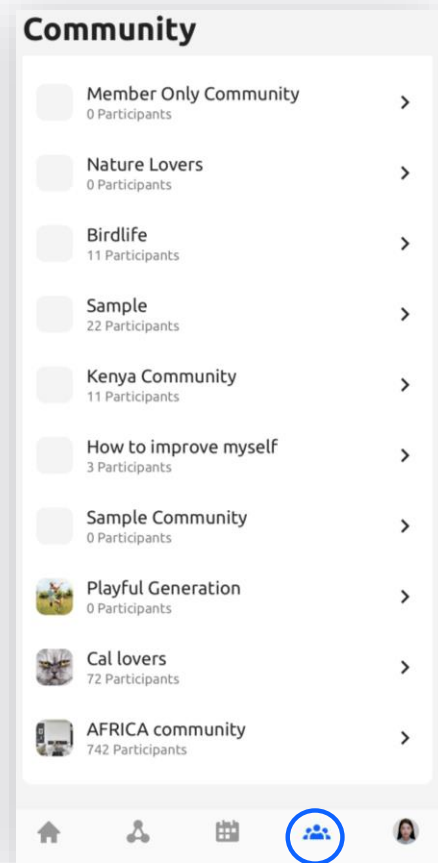 Community
Member Only Community
0 Participants
Nature Lovers
0 Participants
Birdlife
11 Participants
Sample
22 Participants
Kenya Community
11 Participants
How to improve myself
3 Participants
Sample Community
0 Participants
Playful Generation
0 Participants
Cal lovers
72 Participants
AFRICA community
742 Participants